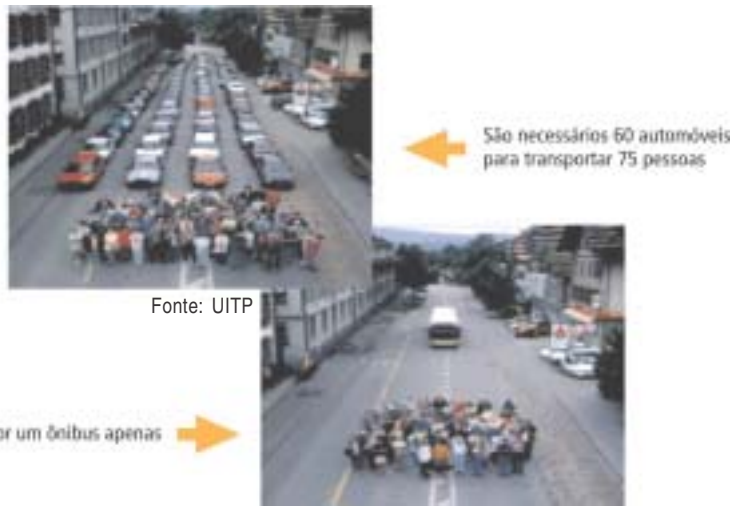 São necessários 60 automóveis
para transportar 75 pessoas
Fonte: UITP
um ônibus apenas